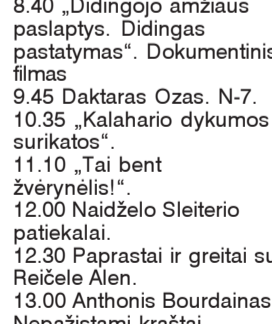 8.40 „Didingojo amžiaus
paslaptys. Didingas
pastatymas“. Dokumentinis
filmas
9.45 Daktaras Ozas. N-7.
10.35 „Kalahario dykumos
surikatos“.
11.10 „Tai bent
žvėrynėlis!“.
12.00 Naidželo Sleiterio
patiekalai.
12.30 Paprastai ir greitai su
Reičele Alen.
13.00 Anthonis Bourdainas.
Nepažistami kraštai